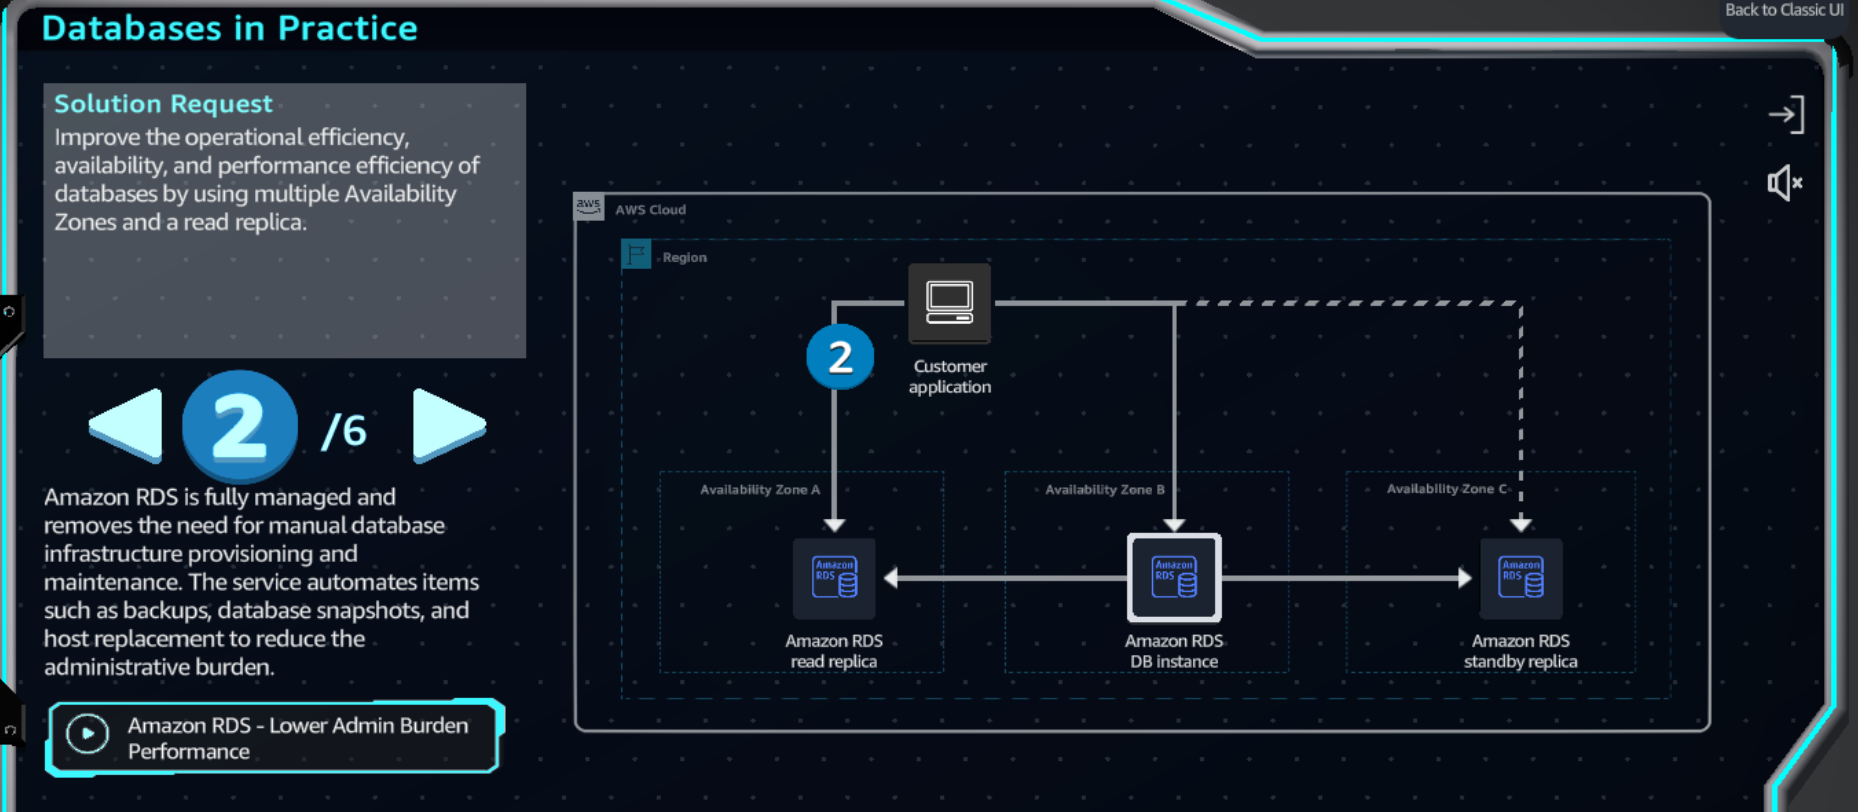 Databases in Practice
Back to Classic UI
Solution Request
Improve the operational efficiency,
availability, and performance efficiency of
databases by using multiple Availability
Zones and a read replica.
2 /6
Amazon RDS is fully managed and
removes the need for manual database
infrastructure provisioning and
maintenance. The service automates items
such as backups, database snapshots, and
host replacement to reduce the
administrative burden.
Amazon RDS - Lower Admin Burden
Performance
aws
AWS Cloud
Region
2
Customer
application
Availability Zone A
Availability Zone B
Availability Zone C
Amazon
RDS
Amazon
RDS
Amazon
RDS
Amazon RDS
read replica
Amazon RDS
DB instance
Amazon RDS
standby replica